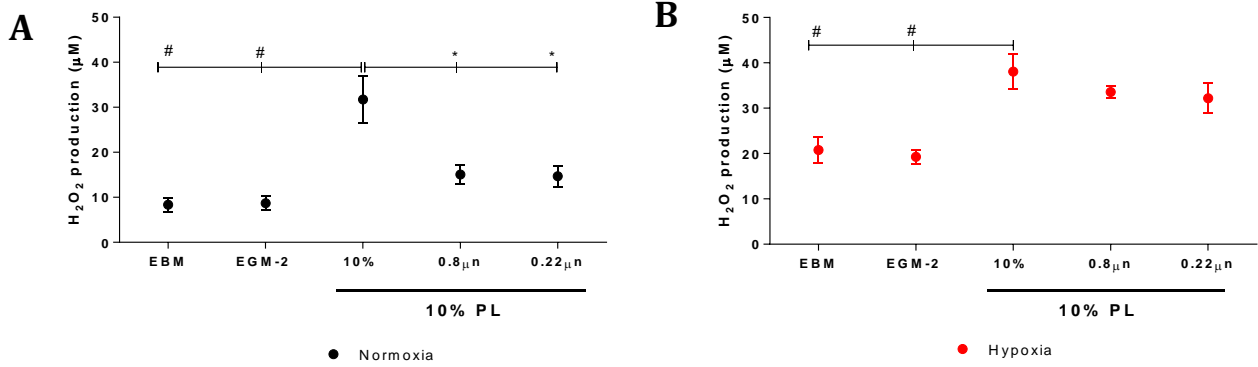 A
H₂O₂ production (μM)
50
40
30
20
10
0
# # * *
EBM EGM-2 10% 0.8μn 0.22μn
10% PL
Normoxia
B
H₂O₂ production (μM)
50
40
30
20
10
0
# #
EBM EGM-2 10% 0.8μn 0.22μn
10% PL
Hypoxia